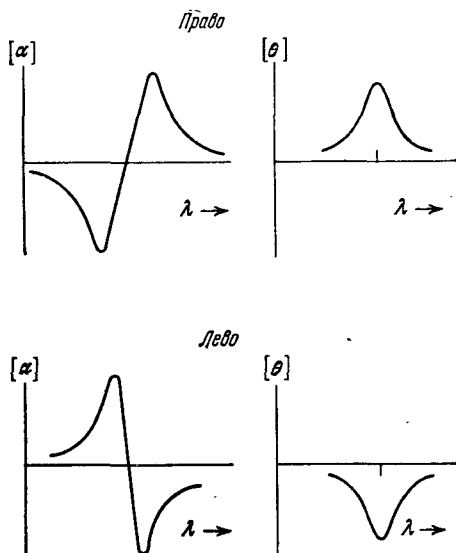 Право
[α] [θ]
λ → λ →
Лево
[α] [θ]
λ → λ →